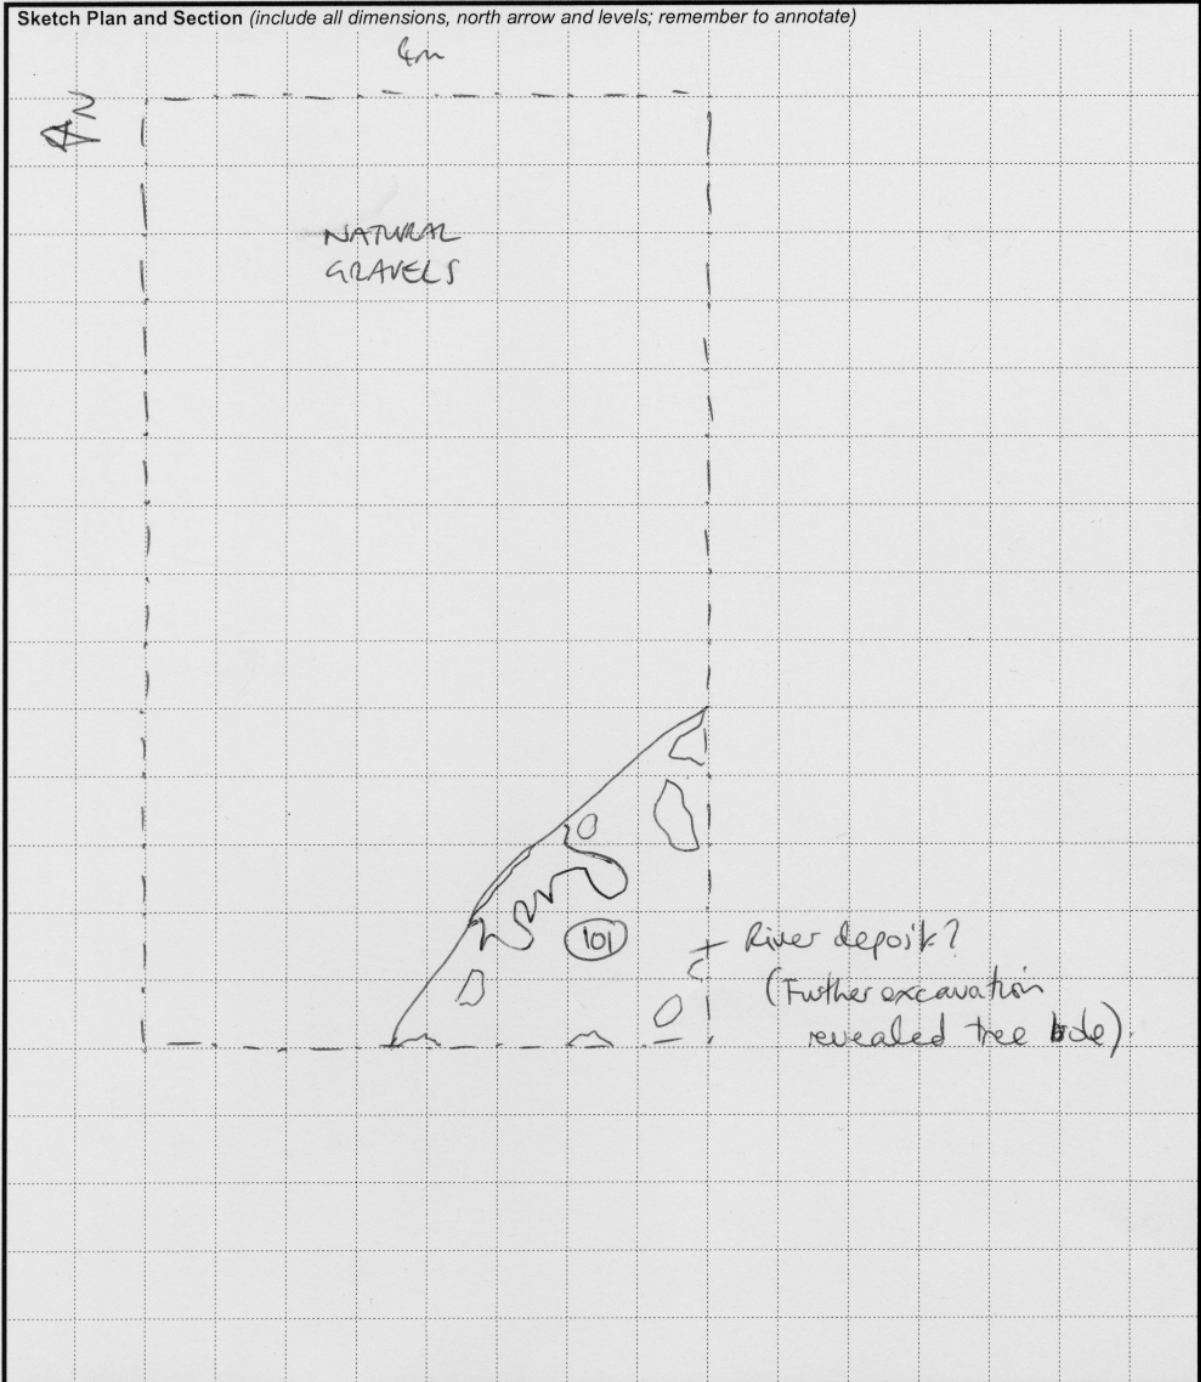 Sketch Plan and Section (include all dimensions, north arrow and levels; remember to annotate)
4m
N
NATURAL
GRAVELS
101
River deposit?
(Further excavation
revealed tree bole).